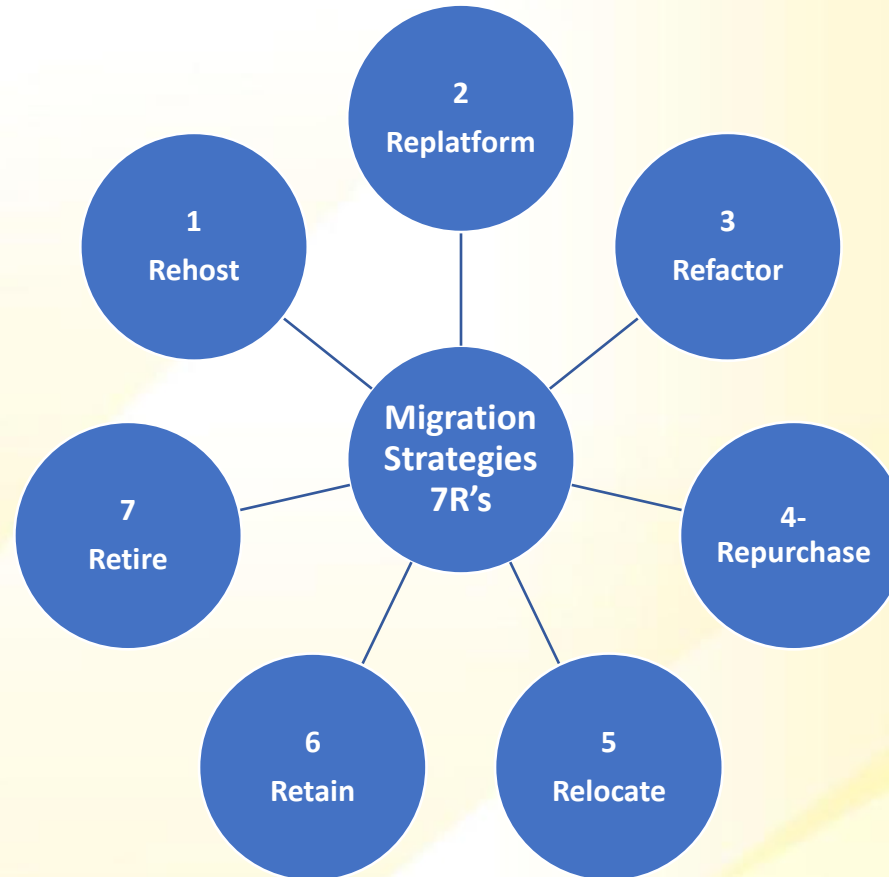 2
Replatform
1
Rehost
3
Refactor
Migration
Strategies
7R’s
7
Retire
4-
Repurchase
6
Retain
5
Relocate